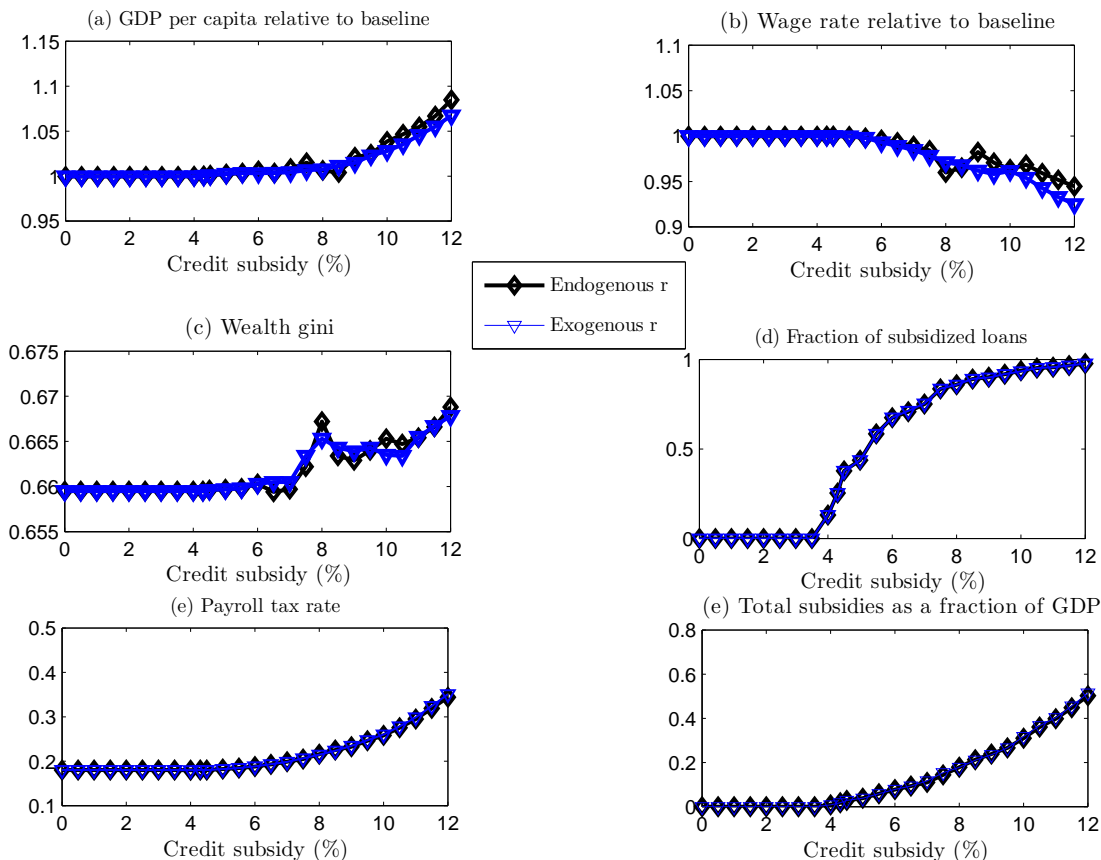 (a) GDP per capita relative to baseline
1.15
1.1
1.05
1
0.95
0 2 4 6 8 10 12
Credit subsidy (%)
(b) Wage rate relative to baseline
1.1
1.05
1
0.95
0.9
0 2 4 6 8 10 12
Credit subsidy (%)
Endogenous r
Exogenous r
(c) Wealth gini
0.675
0.67
0.665
0.66
0.655
0 2 4 6 8 10 12
Credit subsidy (%)
(d) Fraction of subsidized loans
1
0.5
0
0 2 4 6 8 10 12
Credit subsidy (%)
(e) Payroll tax rate
0.5
0.4
0.3
0.2
0.1
0 2 4 6 8 10 12
Credit subsidy (%)
(e) Total subsidies as a fraction of GDP
0.8
0.6
0.4
0.2
0
0 2 4 6 8 10 12
Credit subsidy (%)